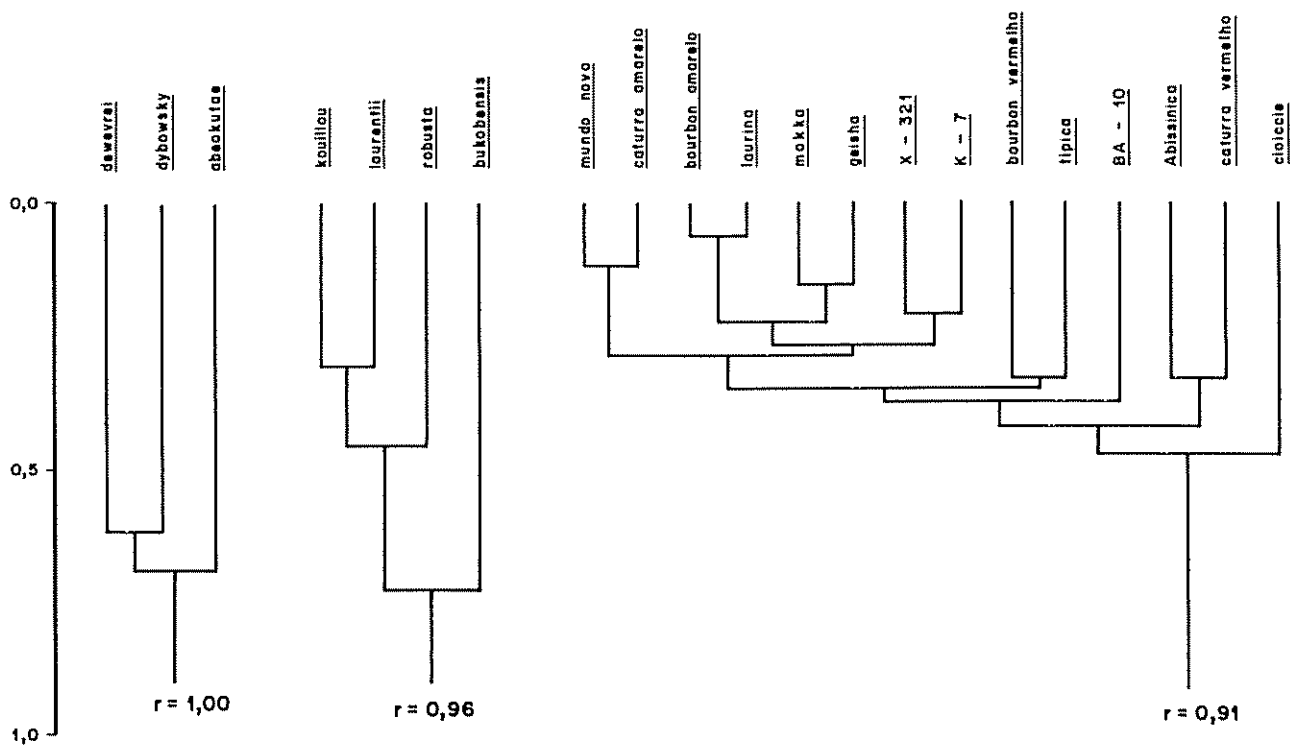 dewevrei
dybowsky
abeokutae
kouillou
laurentii
robusta
bukobensis
mundo novo
caturra amarelo
bourbon amarelo
laurina
mokka
geisha
X - 321
K - 7
bourbon vermelho
tipica
BA - 10
Abissinica
caturra vermelho
cioiccie
0,0
0,5
1,0
r = 1,00
r = 0,96
r = 0,91